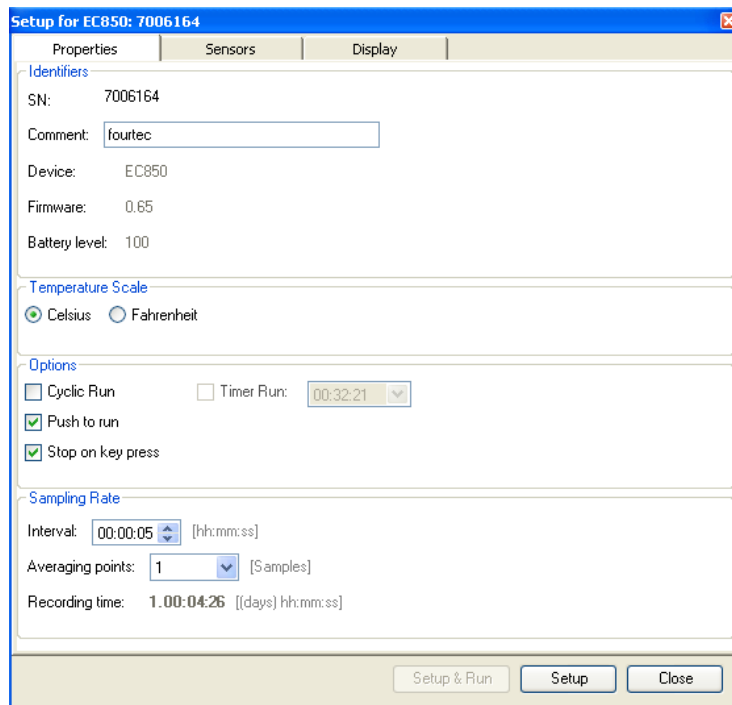 Setup for EC850: 7006164
Properties Sensors Display
Identifiers
SN: 7006164
Comment: fourtec
Device: EC850
Firmware: 0.65
Battery level: 100
Temperature Scale
Celsius Fahrenheit
Options
Cyclic Run Timer Run: 00:32:21
Push to run
Stop on key press
Sampling Rate
Interval: 00:00:05 [hh:mm:ss]
Averaging points: 1 [Samples]
Recording time: 1.00:04:26 [(days) hh:mm:ss]
Setup & Run Setup Close